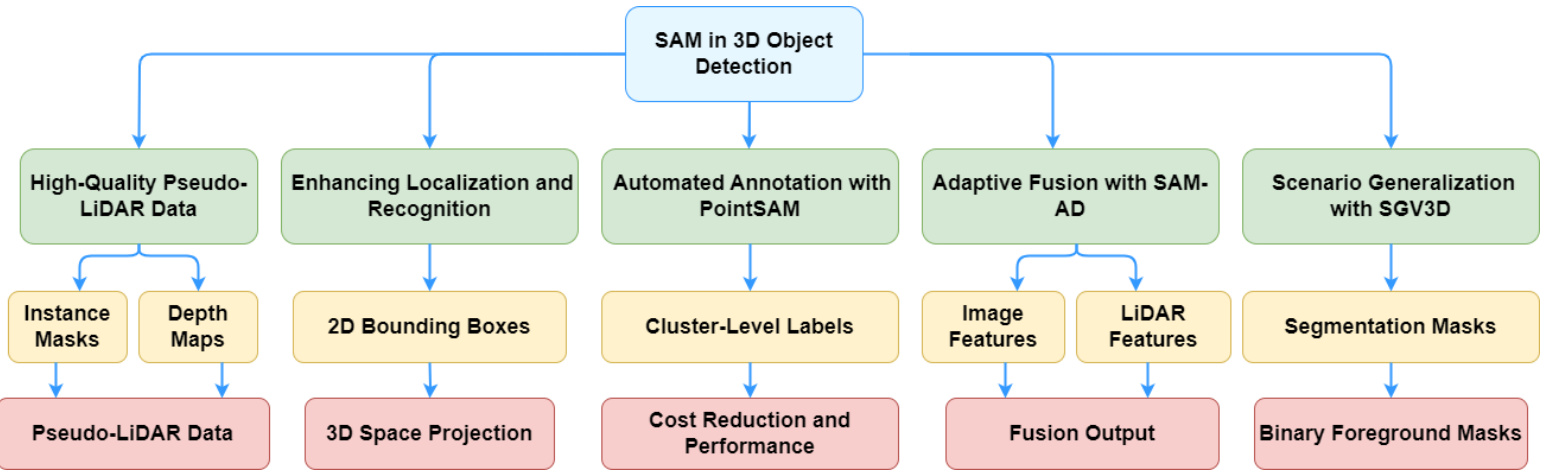 SAM in 3D Object
Detection
High-Quality Pseudo-
LiDAR Data
Enhancing Localization and
Recognition
Automated Annotation with
PointSAM
Adaptive Fusion with SAM-
AD
Scenario Generalization
with SGV3D
Instance
Masks
Depth
Maps
2D Bounding Boxes
Cluster-Level Labels
Image
Features
LiDAR
Features
Segmentation Masks
Pseudo-LiDAR Data
3D Space Projection
Cost Reduction and
Performance
Fusion Output
Binary Foreground Masks